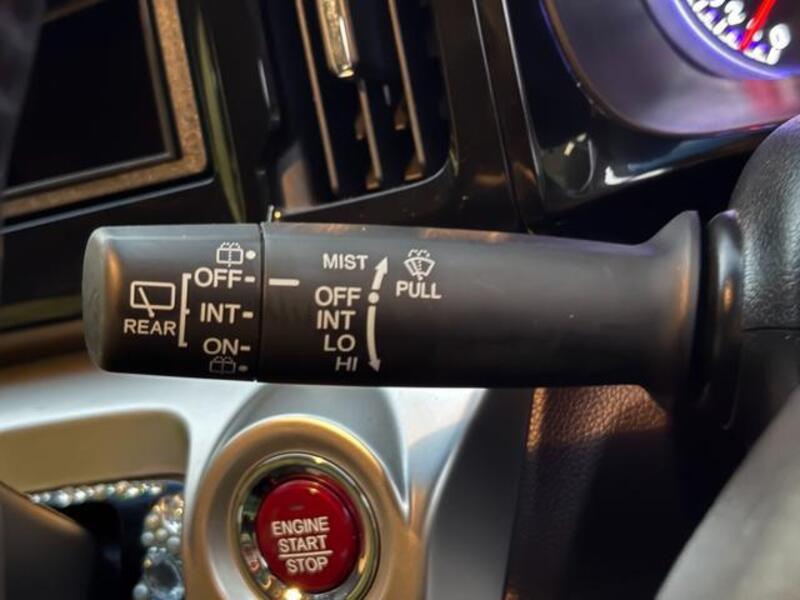 REAR
OFF
INT
ON
MIST
OFF
INT
LO
HI
PULL
ENGINE
START
STOP